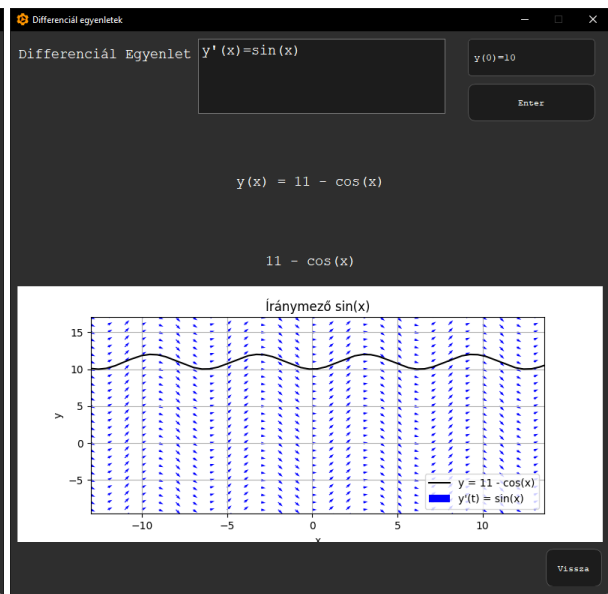 Differenciál egyenletek
Differenciál Egyenlet
y'(x)=sin(x)
y(0)=10
Enter
y(x) = 11 - cos(x)
11 - cos(x)
Iránymező sin(x)
15
10
5
0
−5
y
−10
−5
0
5
10
x
y = 11 - cos(x)
y'(t) = sin(x)
Vissza